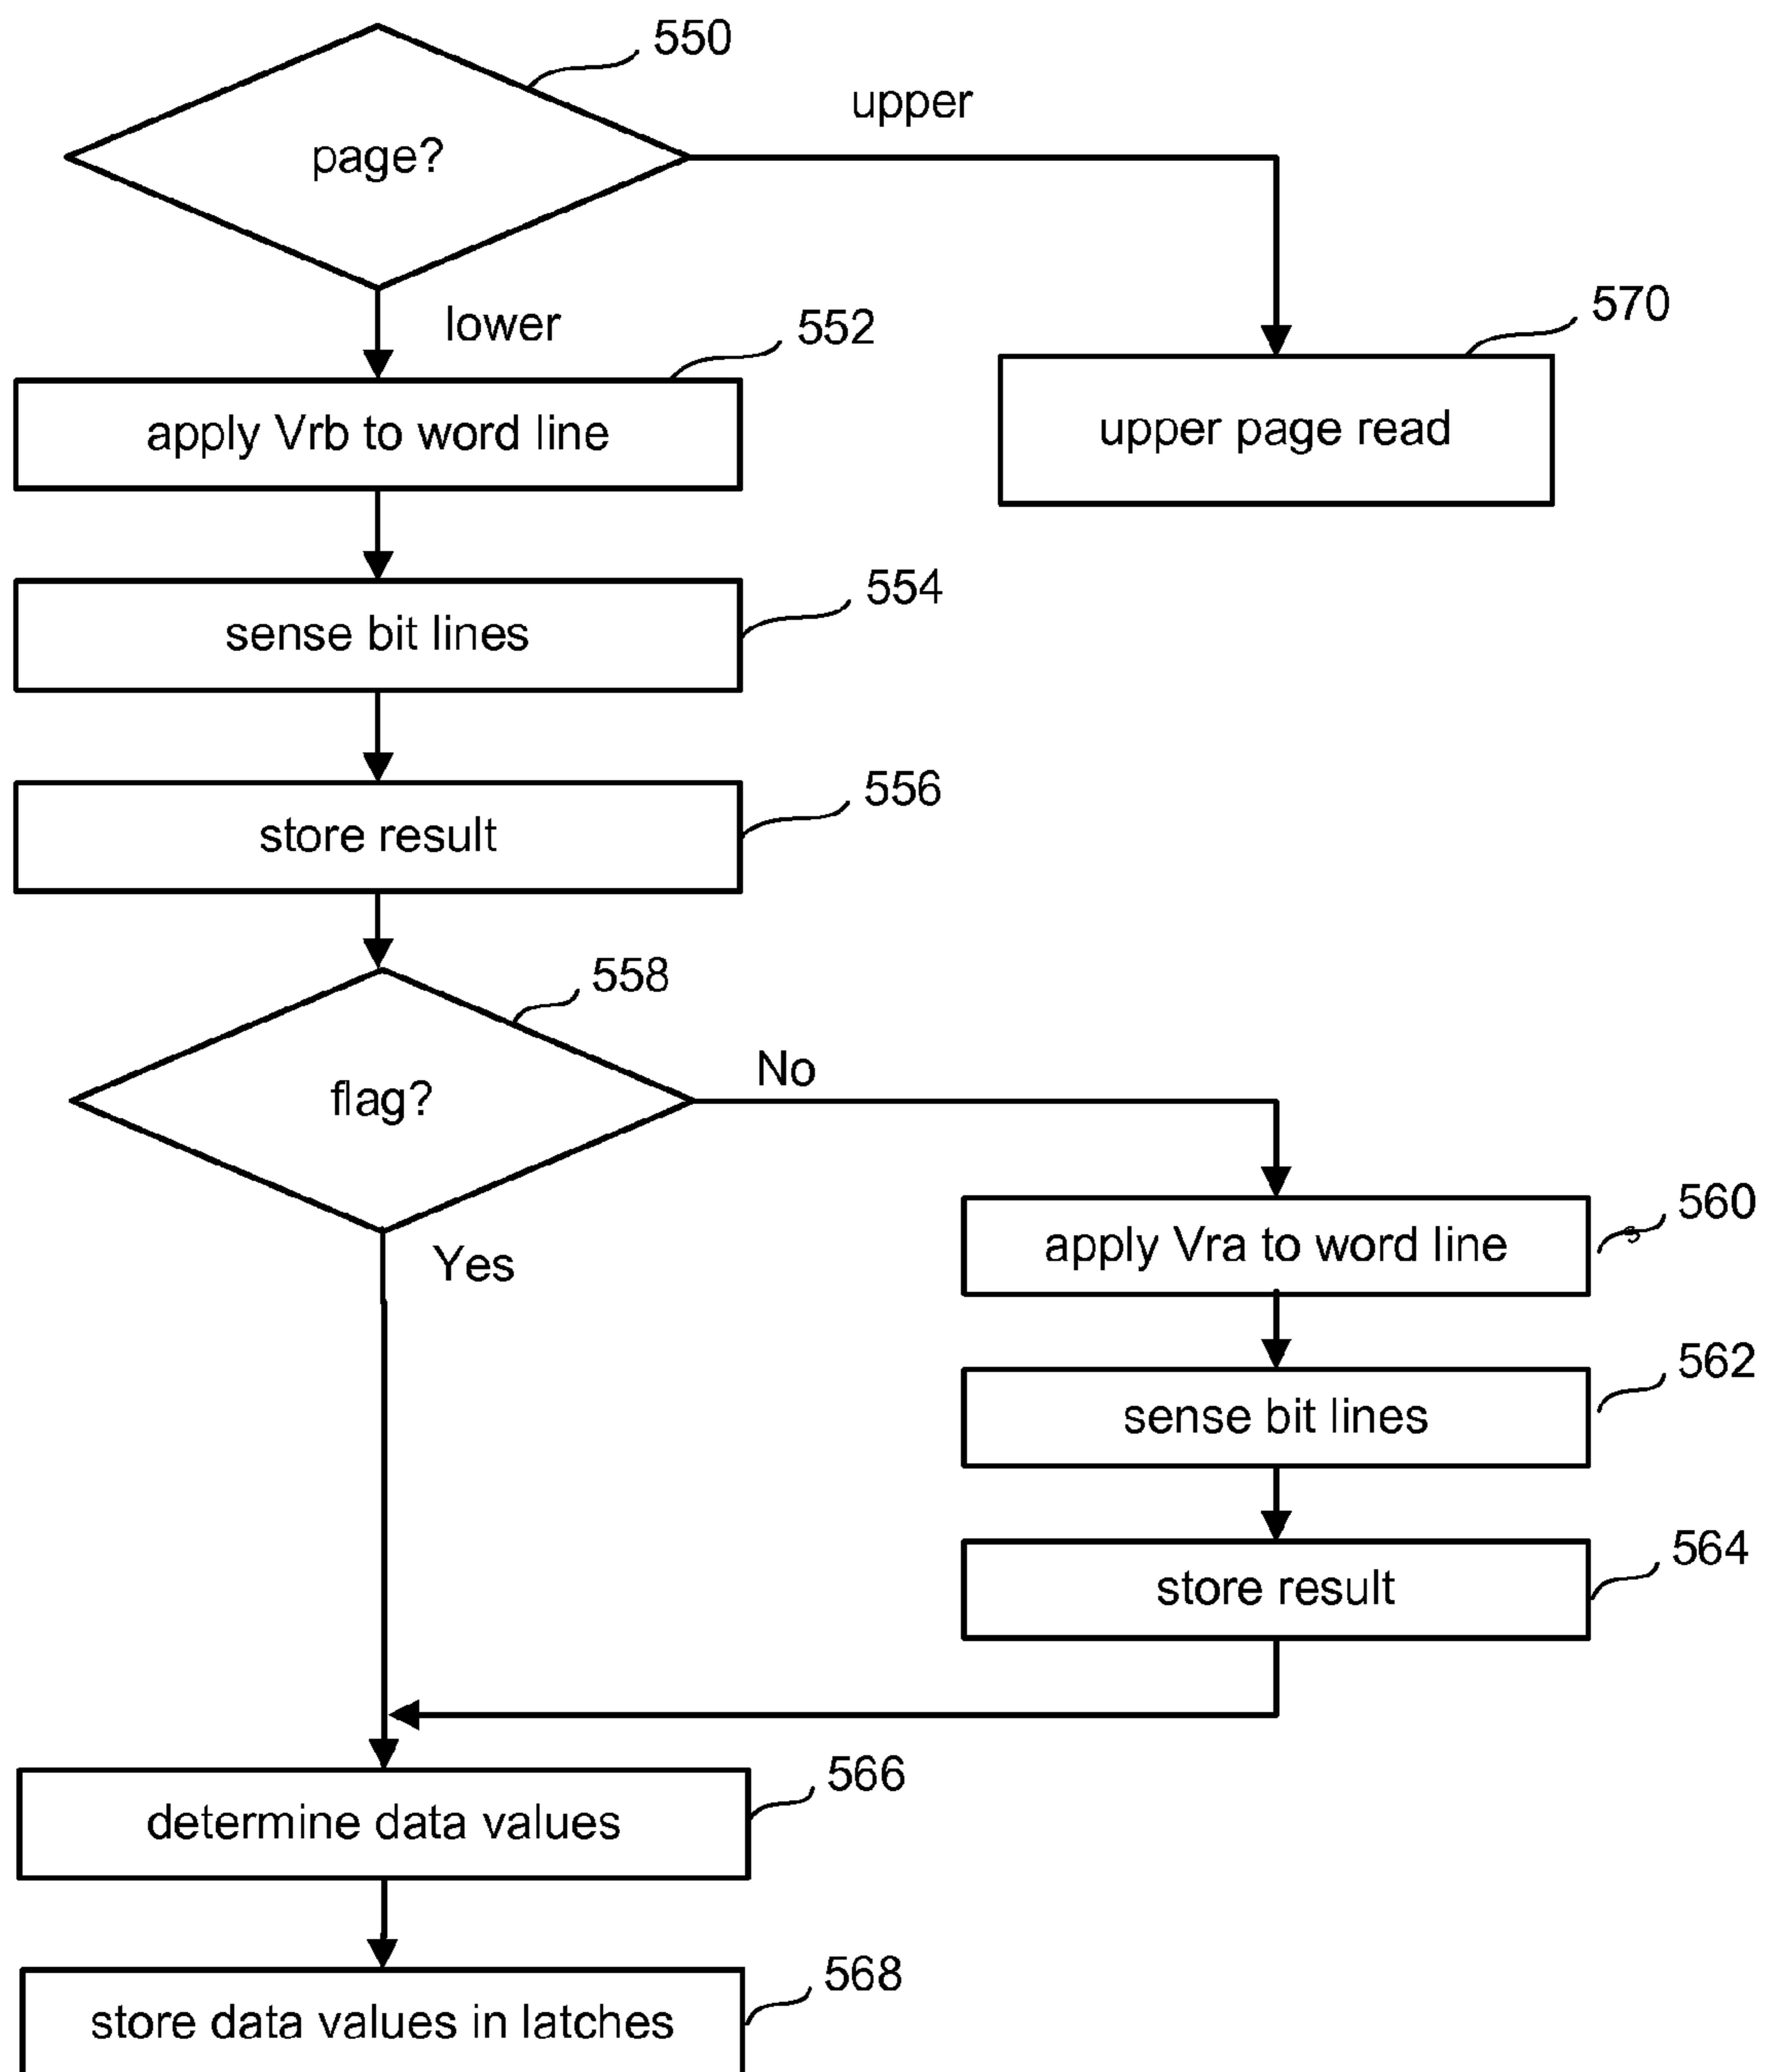 550
page?
upper
lower
552
570
apply Vrb to word line
upper page read
554
sense bit lines
556
store result
558
flag?
No
Yes
560
apply Vra to word line
s
562
sense bit lines
564
store result
566
determine data values
568
store data values in latches